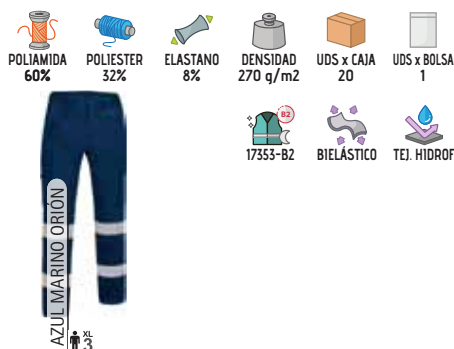 POLIAMIDA
60%
POLIESTER
32%
ELASTANO
8%
DENSIDAD
270 g/m2
UDS x CAJA
20
UDS x BOLSA
1
B2
17353-B2
BIELÁSTICO
TEJ. HIDROF
AZUL MARINO ORIÓN
XL
3